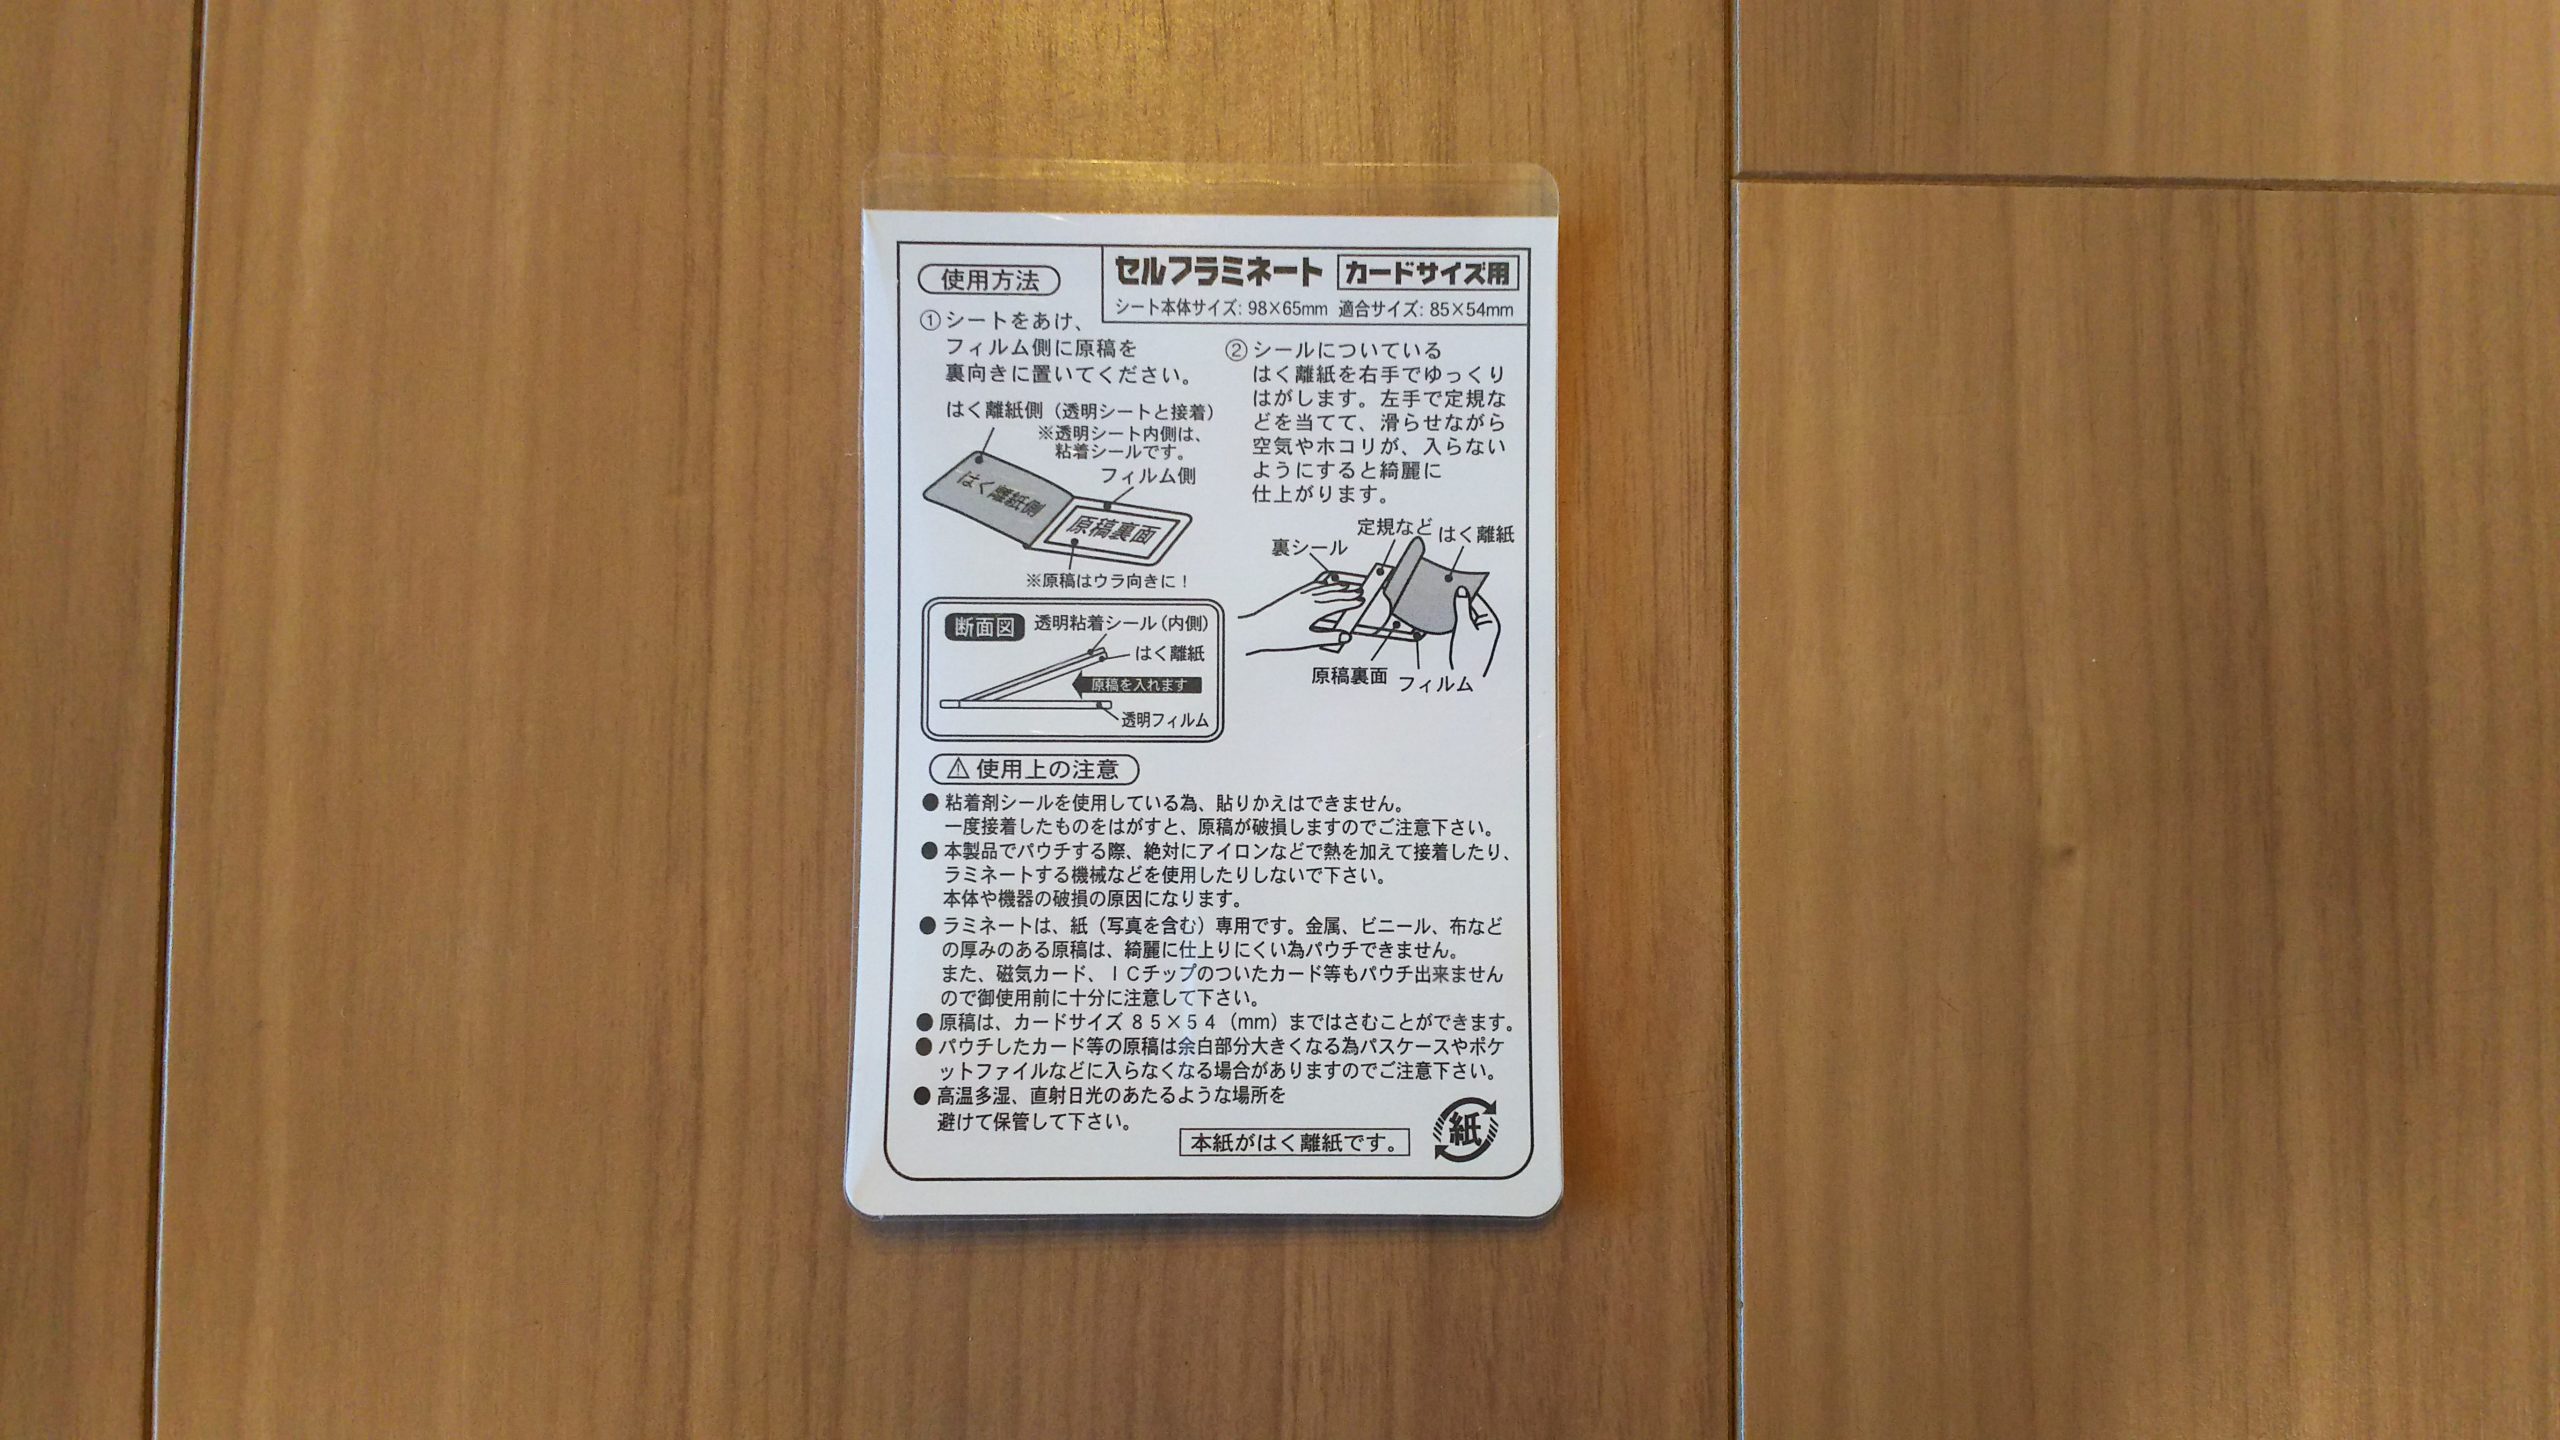 使用方法
セルフラミネート カードサイズ用
シート本体サイズ: 98×65mm 適合サイズ: 85×54mm
①シートをあけ、
フィルム側に原稿を
裏向きに置いてください。
はく離紙側（透明シートと接着）
※透明シート内側は、
粘着シールです。
フィルム側
はく離紙側
原稿裏面
※原稿はウラ向きに！
断面図 透明粘着シール（内側）
はく離紙
原稿を入れます
透明フィルム
②シールについている
はく離紙を右手でゆっくり
はがします。左手で定規な
どを当てて、滑らせながら
空気やホコリが、入らない
ようにすると綺麗に
仕上がります。
定規など はく離紙
裏シール
原稿裏面 フィルム
⚠使用上の注意
●粘着剤シールを使用している為、貼りかえはできません。
一度接着したものをはがすと、原稿が破損しますのでご注意下さい。
●本製品でパウチする際、絶対にアイロンなどで熱を加えて接着したり、
ラミネートする機械などを使用したりしないで下さい。
本体や機器の破損の原因になります。
●ラミネートは、紙（写真を含む）専用です。金属、ビニール、布など
の厚みのある原稿は、綺麗に仕上りにくい為パウチできません。
また、磁気カード、ＩＣチップのついたカード等もパウチ出来ません
ので御使用前に十分に注意して下さい。
●原稿は、カードサイズ８５×５４（mm）まではさむことができます。
●パウチしたカード等の原稿は余白部分大きくなる為パスケースやポケ
ットファイルなどに入らなくなる場合がありますのでご注意下さい。
●高温多湿、直射日光のあたるような場所を
避けて保管して下さい。
本紙がはく離紙です。
紙